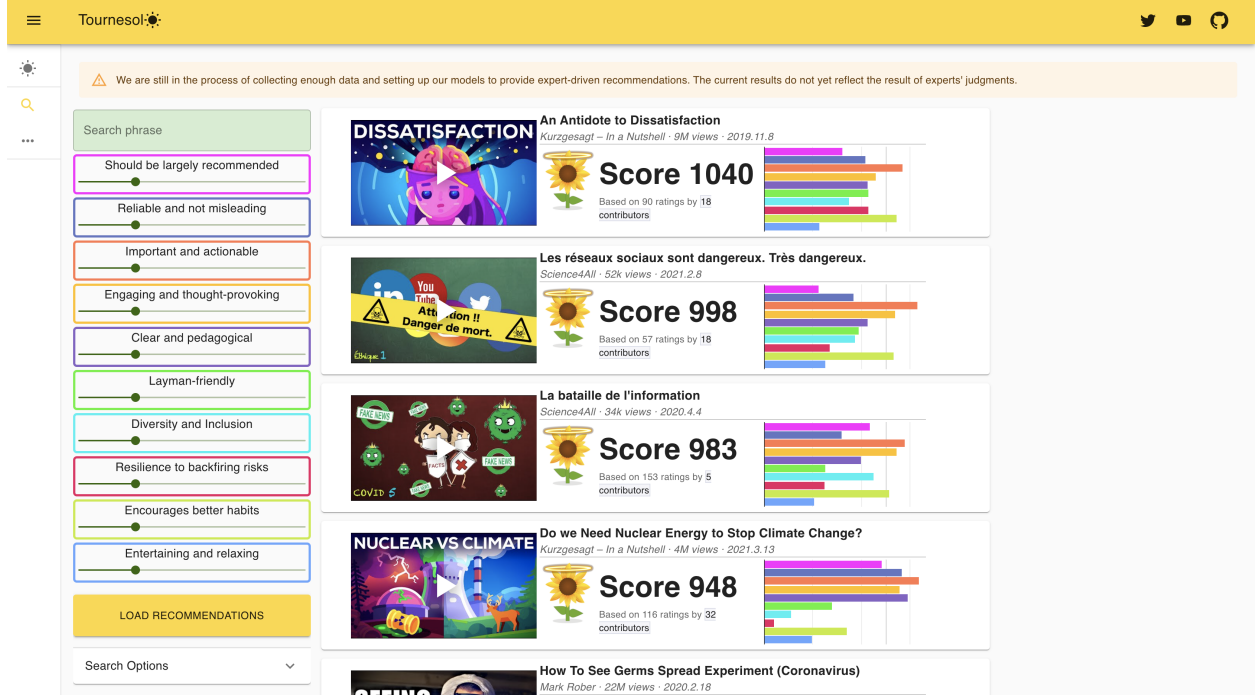 Tournesol
We are still in the process of collecting enough data and setting up our models to provide expert-driven recommendations. The current results do not yet reflect the result of experts' judgments.
Search phrase
Should be largely recommended
Reliable and not misleading
Important and actionable
Engaging and thought-provoking
Clear and pedagogical
Layman-friendly
Diversity and Inclusion
Resilience to backfiring risks
Encourages better habits
Entertaining and relaxing
LOAD RECOMMENDATIONS
Search Options
DISSATISFACTION
An Antidote to Dissatisfaction
Kurzgesagt – In a Nutshell · 9M views · 2019.11.8
Score 1040
Based on 90 ratings by 18
contributors
in
You
Tube
Attention !!
Danger de mort.
Éthique 1
Les réseaux sociaux sont dangereux. Très dangereux.
Science4All · 52k views · 2021.2.8
Score 998
Based on 57 ratings by 18
contributors
FAKE NEWS
FACTS
FAKE NEWS
COVID 5
La bataille de l'information
Science4All · 34k views · 2020.4.4
Score 983
Based on 153 ratings by 5
contributors
NUCLEAR VS CLIMATE
Do we Need Nuclear Energy to Stop Climate Change?
Kurzgesagt – In a Nutshell · 4M views · 2021.3.13
Score 948
Based on 116 ratings by 32
contributors
How To See Germs Spread Experiment (Coronavirus)
Mark Rober · 22M views · 2020.2.18